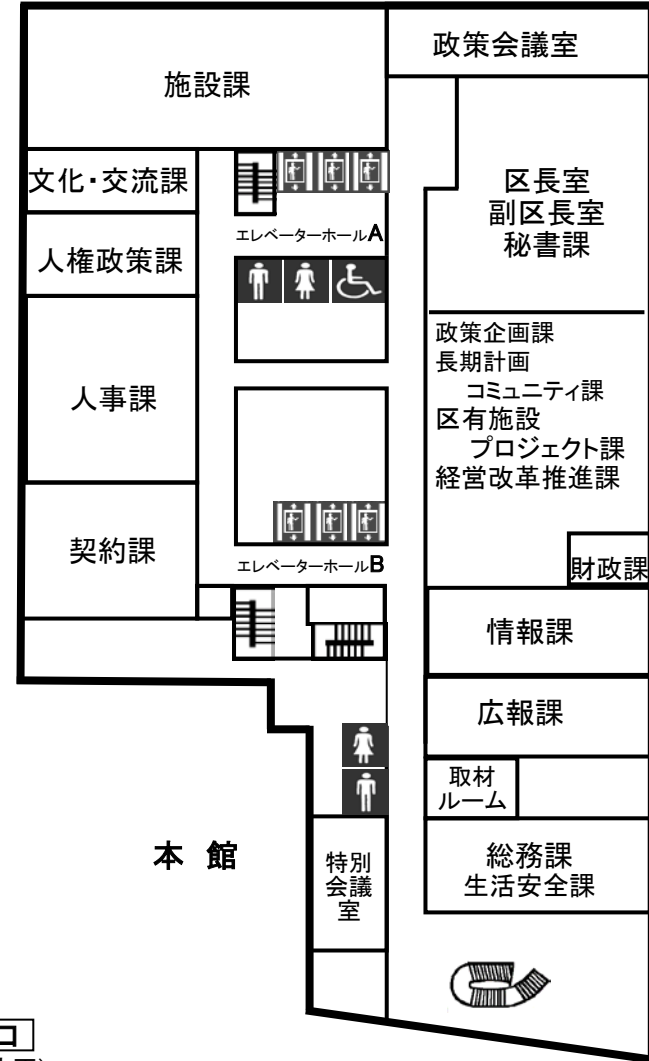 政策会議室
施設課
文化・交流課
人権政策課
人事課
契約課
エレベーターホールA
エレベーターホールB
区長室
副区長室
秘書課
政策企画課
長期計画
コミュニティ課
区有施設
プロジェクト課
経営改革推進課
財政課
情報課
広報課
取材
ルーム
総務課
生活安全課
特別
会議
室
本館
口